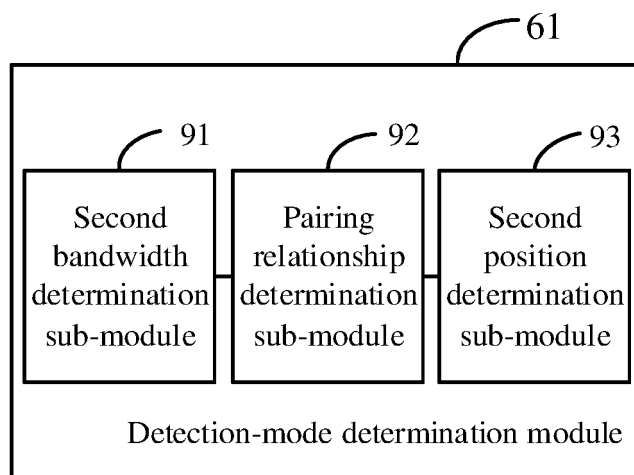 61
91
92
93
Second
bandwidth
determination
sub-module
Pairing
relationship
determination
sub-module
Second
position
determination
sub-module
Detection-mode determination module